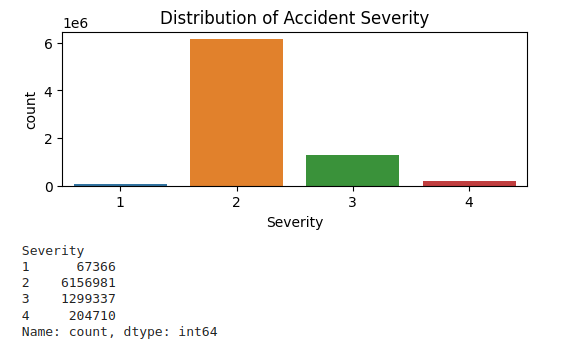 Distribution of Accident Severity
1e6
6
4
2
0
count
1 2 3 4
Severity
Severity
1 67366
2 6156981
3 1299337
4 204710
Name: count, dtype: int64